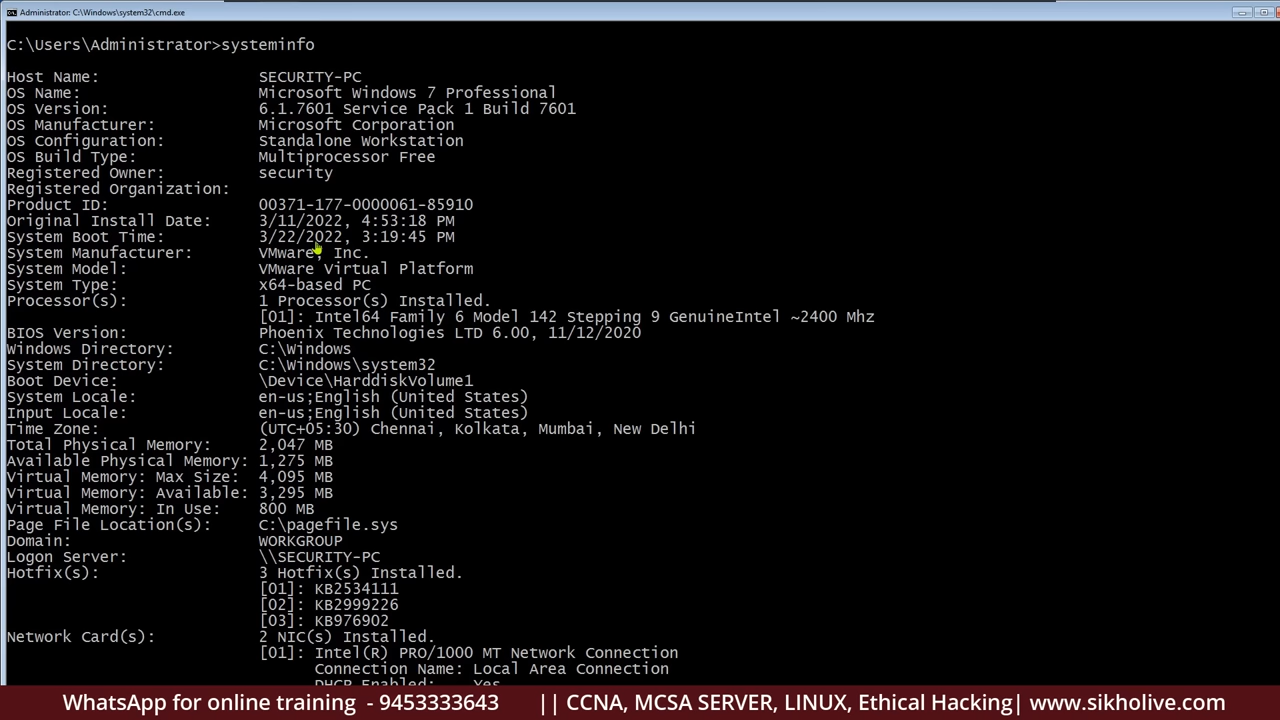 Administrator: C:\Windows\system32\cmd.exe
C:\Users\Administrator>systeminfo
Host Name: SECURITY-PC
OS Name: Microsoft Windows 7 Professional
OS Version: 6.1.7601 Service Pack 1 Build 7601
OS Manufacturer: Microsoft Corporation
OS Configuration: Standalone Workstation
OS Build Type: Multiprocessor Free
Registered Owner: security
Registered Organization:
Product ID: 00371-177-0000061-85910
Original Install Date: 3/11/2022, 4:53:18 PM
System Boot Time: 3/22/2022, 3:19:45 PM
System Manufacturer: VMware, Inc.
System Model: VMware Virtual Platform
System Type: x64-based PC
Processor(s): 1 Processor(s) Installed.
[01]: Intel64 Family 6 Model 142 Stepping 9 GenuineIntel ~2400 Mhz
BIOS Version: Phoenix Technologies LTD 6.00, 11/12/2020
Windows Directory: C:\Windows
System Directory: C:\Windows\system32
Boot Device: \Device\HarddiskVolume1
System Locale: en-us;English (United States)
Input Locale: en-us;English (United States)
Time Zone: (UTC+05:30) Chennai, Kolkata, Mumbai, New Delhi
Total Physical Memory: 2,047 MB
Available Physical Memory: 1,275 MB
Virtual Memory: Max Size: 4,095 MB
Virtual Memory: Available: 3,295 MB
Virtual Memory: In Use: 800 MB
Page File Location(s): C:\pagefile.sys
Domain: WORKGROUP
Logon Server: \\SECURITY-PC
Hotfix(s): 3 Hotfix(s) Installed.
[01]: KB2534111
[02]: KB2999226
[03]: KB976902
Network Card(s): 2 NIC(s) Installed.
[01]: Intel(R) PRO/1000 MT Network Connection
Connection Name: Local Area Connection
DHCP Enabled: Yes
WhatsApp for online training - 9453333643 || CCNA, MCSA SERVER, LINUX, Ethical Hacking| www.sikholive.com